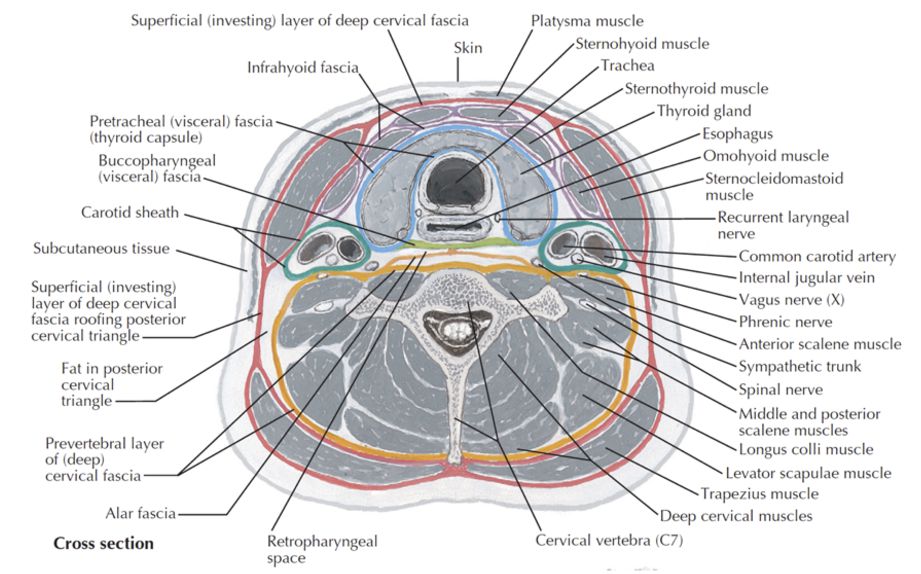 Superficial (investing) layer of deep cervical fascia
Platysma muscle
Skin
Sternohyoid muscle
Infrahyoid fascia
Trachea
Sternothyroid muscle
Pretracheal (visceral) fascia
(thyroid capsule)
Thyroid gland
Buccopharyngeal
(visceral) fascia
Esophagus
Omohyoid muscle
Sternocleidomastoid
muscle
Carotid sheath
Recurrent laryngeal
nerve
Subcutaneous tissue
Common carotid artery
Internal jugular vein
Superficial (investing)
layer of deep cervical
fascia roofing posterior
cervical triangle
Vagus nerve (X)
Phrenic nerve
Anterior scalene muscle
Sympathetic trunk
Fat in posterior
cervical
triangle
Spinal nerve
Middle and posterior
scalene muscles
Prevertebral layer
of (deep)
cervical fascia
Longus colli muscle
Levator scapulae muscle
Trapezius muscle
Alar fascia
Deep cervical muscles
Cross section
Retropharyngeal
space
Cervical vertebra (C7)